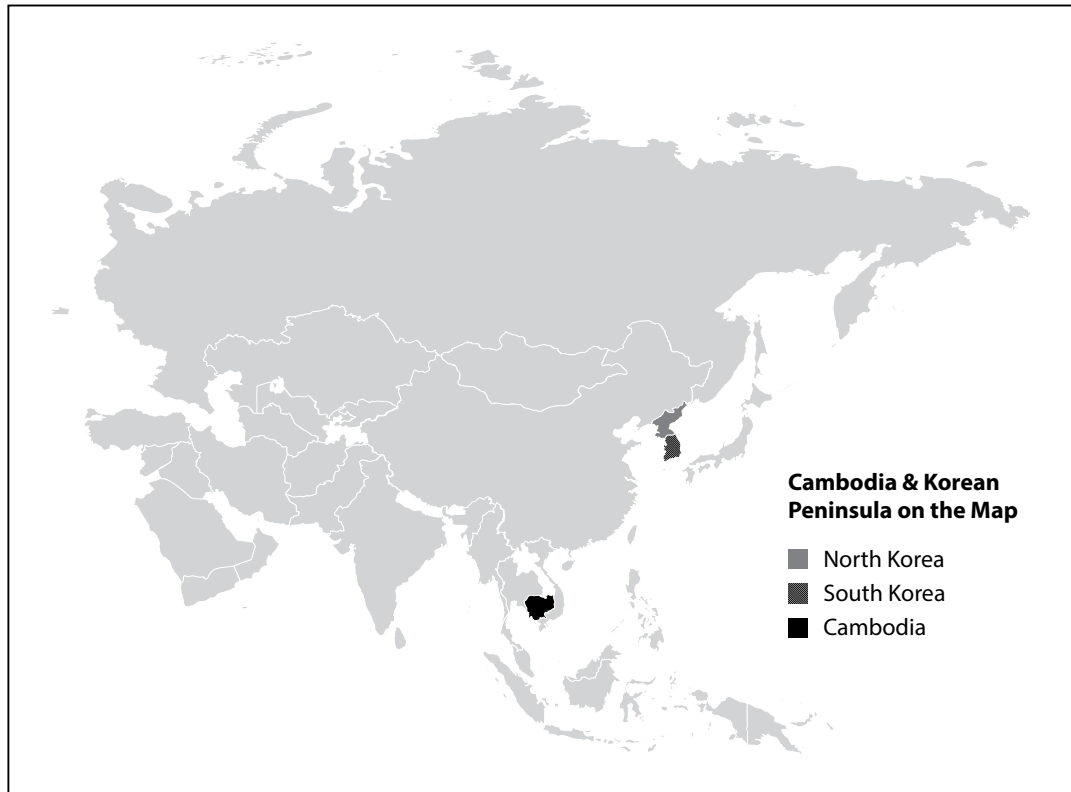 Cambodia & Korean
Peninsula on the Map
North Korea
South Korea
Cambodia